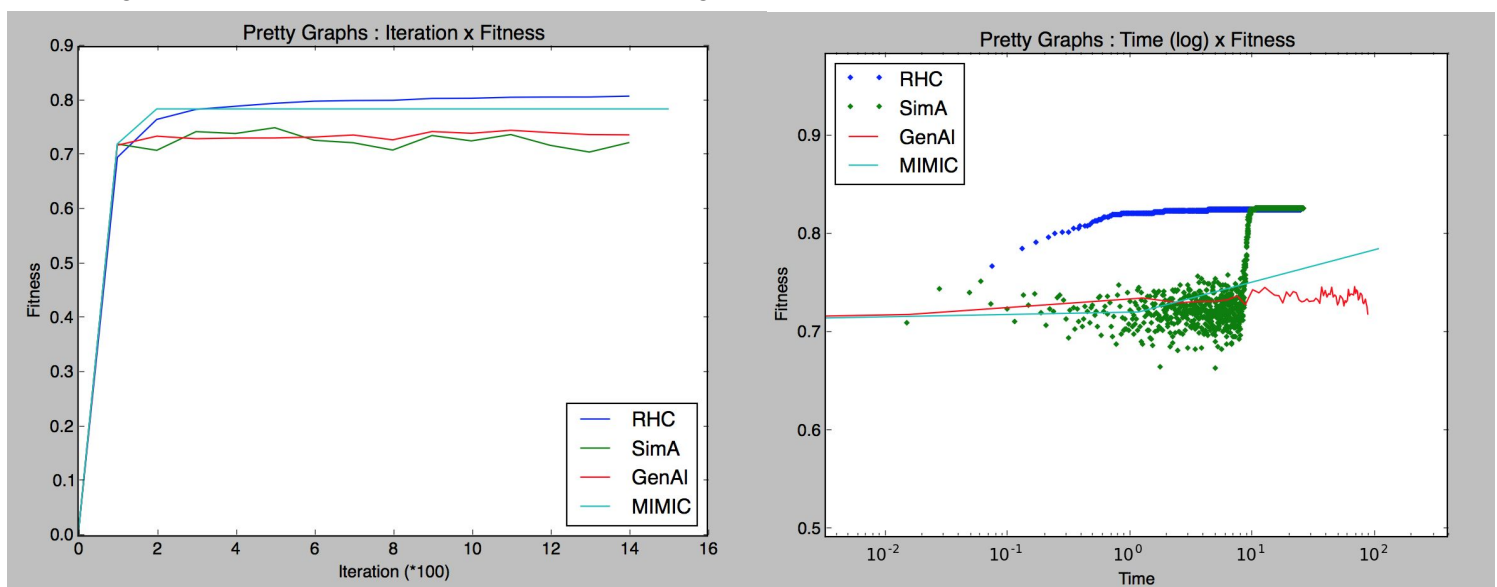 Pretty Graphs : Iteration x Fitness
0.9
0.8
0.7
0.6
0.5
0.4
0.3
0.2
0.1
0.0
Fitness
RHC
SimA
GenAl
MIMIC
0 2 4 6 8 10 12 14 16
Iteration (*100)
Pretty Graphs : Time (log) x Fitness
RHC
SimA
GenAl
MIMIC
0.9
0.8
0.7
0.6
0.5
Fitness
10⁻² 10⁻¹ 10⁰ 10¹ 10²
Time